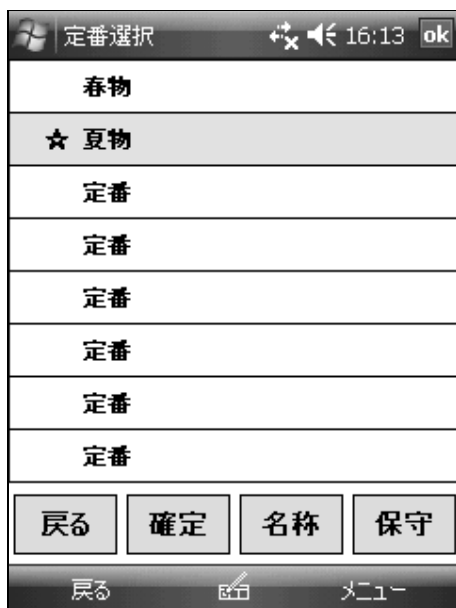 定番選択 16:13 ok
春物
☆ 夏物
定番
定番
定番
定番
定番
定番
戻る 確定 名称 保守
戻る メニュー